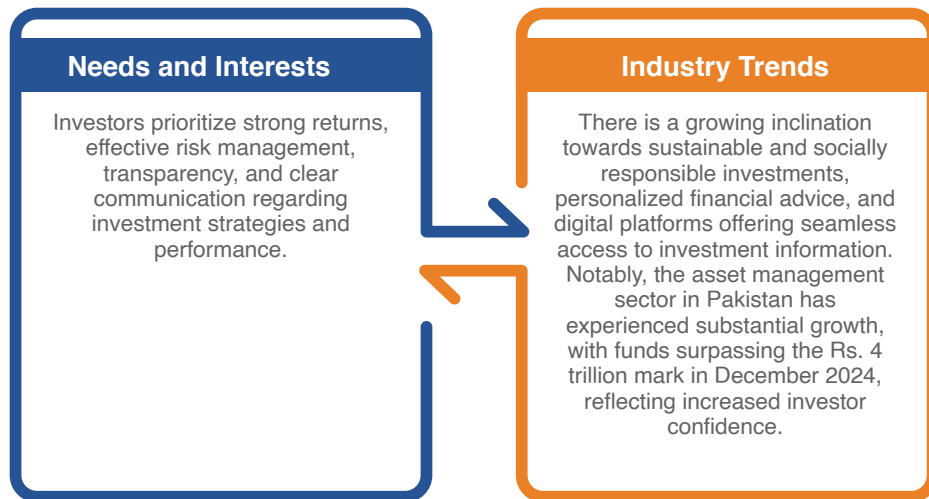 Needs and Interests
Investors prioritize strong returns,
effective risk management,
transparency, and clear
communication regarding
investment strategies and
performance.
Industry Trends
There is a growing inclination
towards sustainable and socially
responsible investments,
personalized financial advice, and
digital platforms offering seamless
access to investment information.
Notably, the asset management
sector in Pakistan has
experienced substantial growth,
with funds surpassing the Rs. 4
trillion mark in December 2024,
reflecting increased investor
confidence.